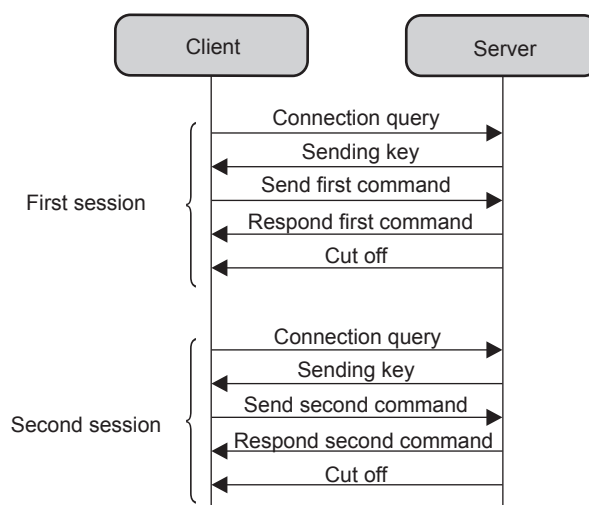 Client
Server
Connection query
Sending key
Send first command
First session
Respond first command
Cut off
Connection query
Sending key
Send second command
Second session
Respond second command
Cut off